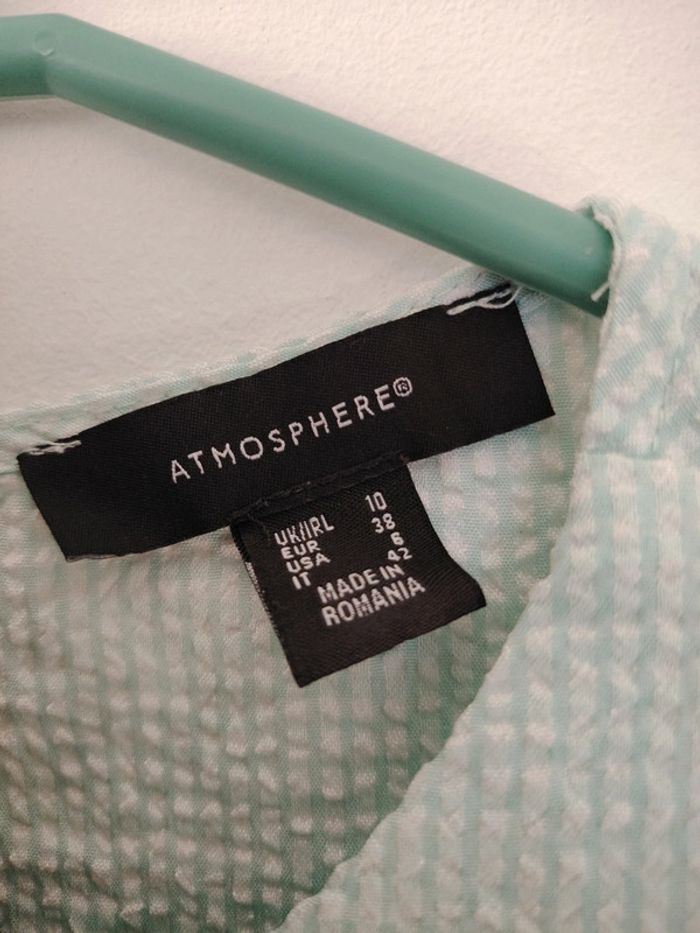 ATMOSPHERE®
UK/IRL 10
EUR 38
USA 6
IT 42
MADE IN
ROMANIA